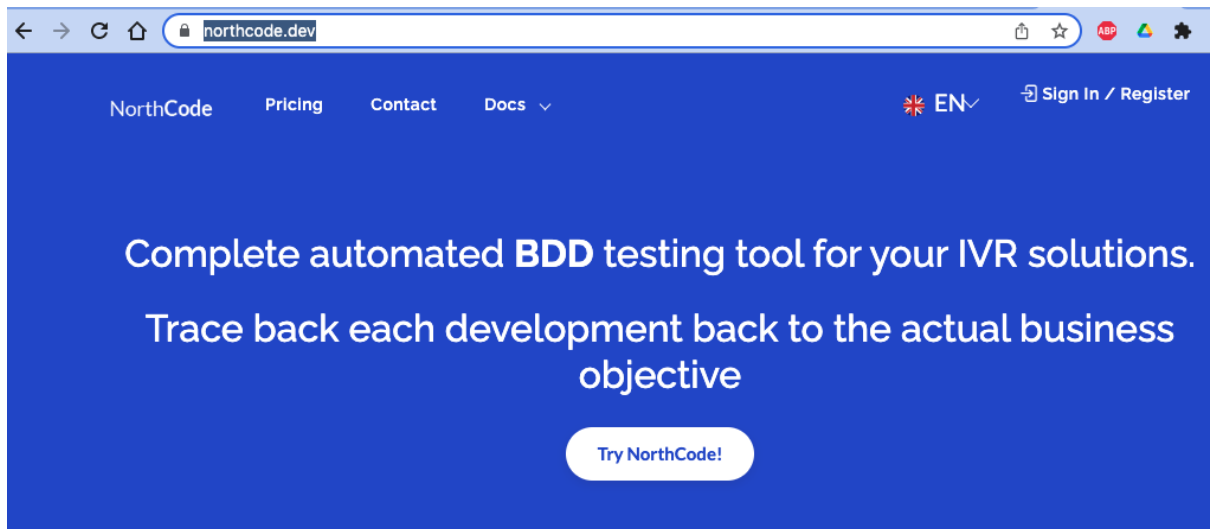 northcode.dev
ABP
NorthCode Pricing Contact Docs EN Sign In / Register
Complete automated BDD testing tool for your IVR solutions.
Trace back each development back to the actual business
objective
Try NorthCode!